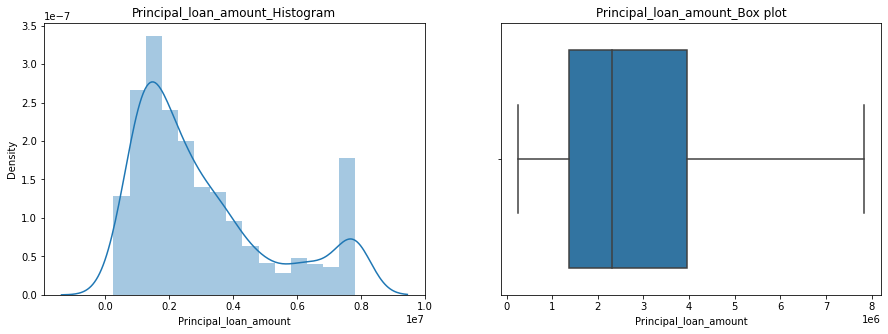 Principal_loan_amount_Histogram
1e−7
3.5
3.0
2.5
2.0
1.5
1.0
0.5
0.0
Density
0.0 0.2 0.4 0.6 0.8 1.0
1e7
Principal_loan_amount
Principal_loan_amount_Box plot
0 1 2 3 4 5 6 7 8
1e6
Principal_loan_amount